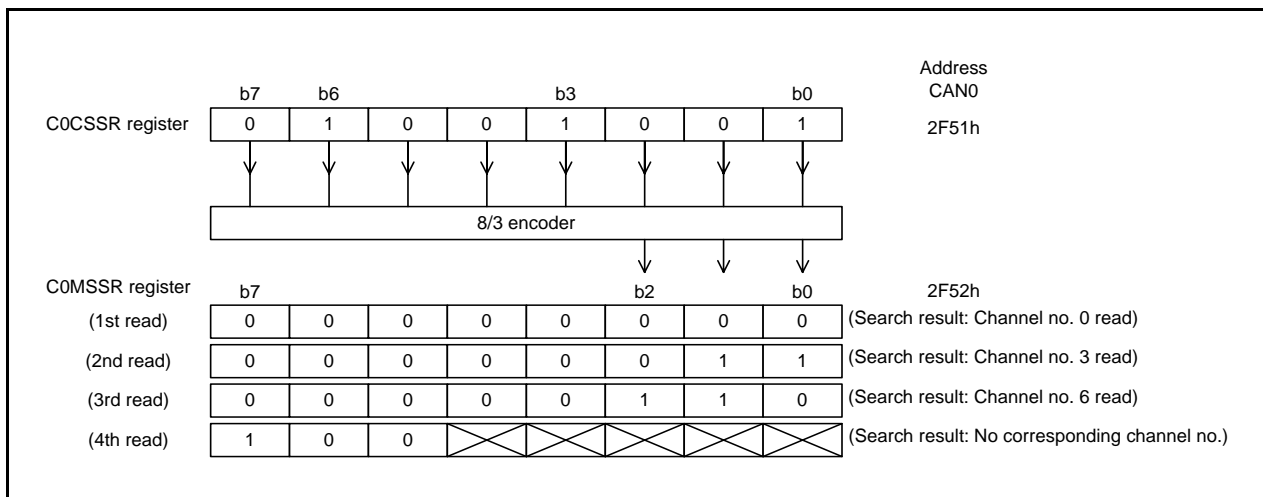 Address
b7 b6 b3 b0 CAN0
C0CSSR register 0 1 0 0 1 0 0 1 2F51h
8/3 encoder
C0MSSR register b7 b2 b0 2F52h
(1st read) 0 0 0 0 0 0 0 0 (Search result: Channel no. 0 read)
(2nd read) 0 0 0 0 0 0 1 1 (Search result: Channel no. 3 read)
(3rd read) 0 0 0 0 0 1 1 0 (Search result: Channel no. 6 read)
(4th read) 1 0 0 (Search result: No corresponding channel no.)